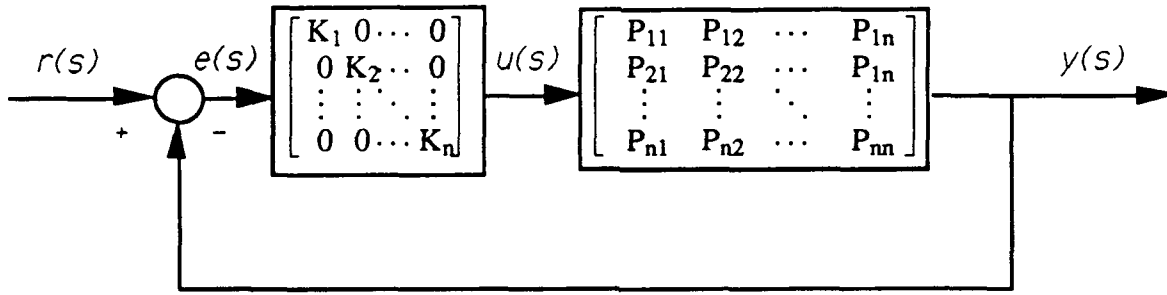 r(s)
+
-
e(s)
K₁ 0 ··· 0
0 K₂ ··· 0
⋮ ⋮ ⋱ ⋮
0 0 ··· Kₙ
u(s)
P₁₁ P₁₂ ··· P₁ₙ
P₂₁ P₂₂ ··· P₁ₙ
⋮ ⋮ ⋱ ⋮
Pₙ₁ Pₙ₂ ··· Pₙₙ
y(s)